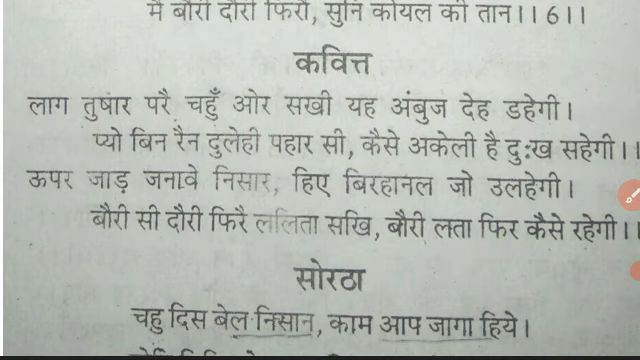 मैं बौरी दौरी फिरौं, सुनि कोयल की तान।।6।।
कवित्त
लाग तुषार परै चहुँ ओर सखी यह अंबुज देह डहेगी।
प्यो बिन रैन दुलेही पहार सी, कैसे अकेली है दुःख सहेगी।।
ऊपर जाड़ जनावे निसार, हिए बिरहानल जो उलहेगी।
बौरी सी दौरी फिरै ललिता सखि, बौरी लता फिर कैसे रहेगी।।
सोरठा
चहु दिस बेल निसान, काम आप जागा हिये।